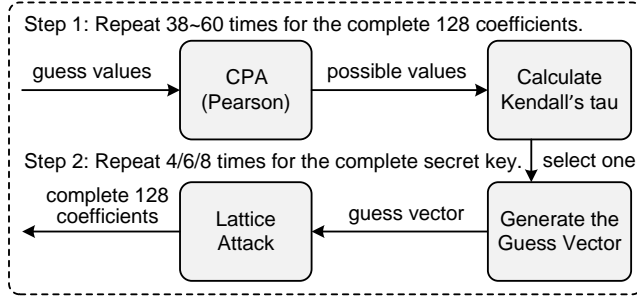 Step 1: Repeat 38~60 times for the complete 128 coefficients.
guess values
CPA
(Pearson)
possible values
Calculate
Kendall's tau
Step 2: Repeat 4/6/8 times for the complete secret key.
select one
complete 128
coefficients
Lattice
Attack
guess vector
Generate the
Guess Vector